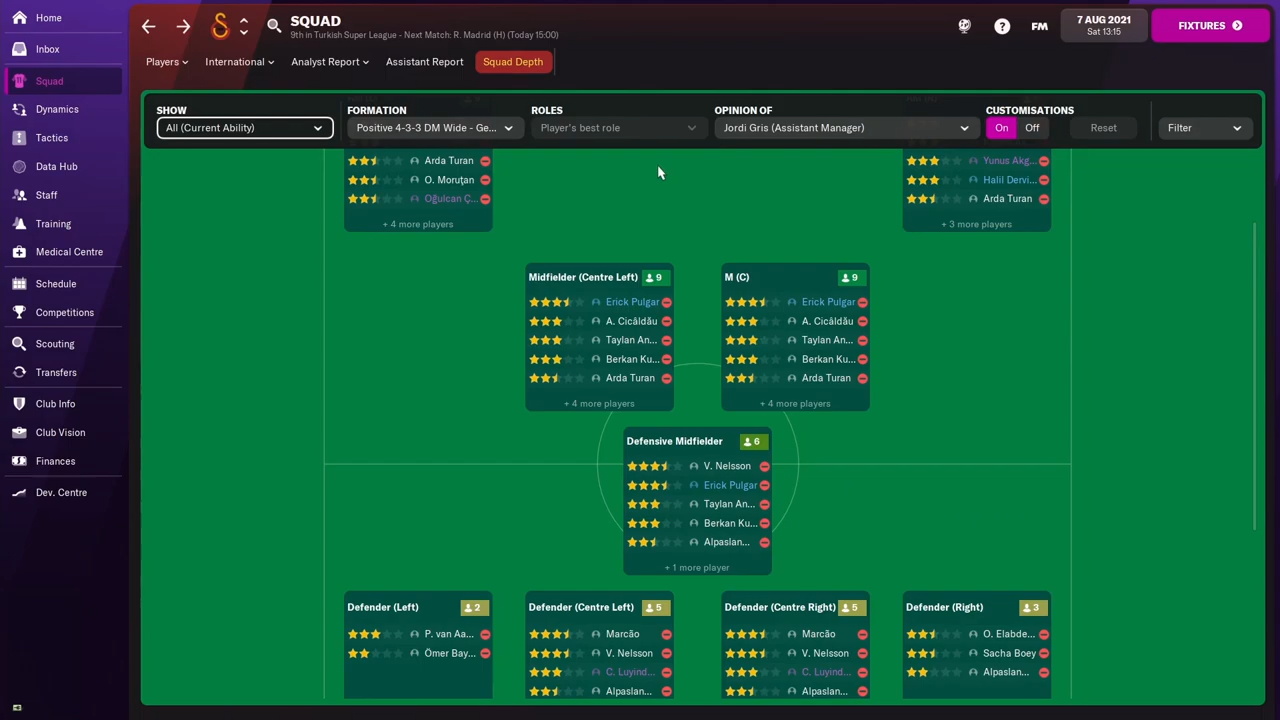 Home
Inbox
Squad
Dynamics
Tactics
Data Hub
Staff
Training
Medical Centre
Schedule
Competitions
Scouting
Transfers
Club Info
Club Vision
Finances
Dev. Centre
SQUAD
9th in Turkish Super League - Next Match: R. Madrid (H) (Today 15:00)
?
FM
7 AUG 2021
Sat 13:15
FIXTURES
Players
International
Analyst Report
Assistant Report
Squad Depth
SHOW
All (Current Ability)
FORMATION
Positive 4-3-3 DM Wide - Ge...
ROLES
Player's best role
OPINION OF
Jordi Gris (Assistant Manager)
CUSTOMISATIONS
On Off
Reset
Filter
Arda Turan
O. Moruţan
Oğulcan Ç...
+ 4 more players
Yunus Akg...
Halil Dervi...
Arda Turan
+ 3 more players
Midfielder (Centre Left) 9
Erick Pulgar
A. Cicâldău
Taylan An...
Berkan Ku...
Arda Turan
+ 4 more players
M (C) 9
Erick Pulgar
A. Cicâldău
Taylan An...
Berkan Ku...
Arda Turan
+ 4 more players
Defensive Midfielder 6
V. Nelsson
Erick Pulgar
Taylan An...
Berkan Ku...
Alpaslan...
+ 1 more player
Defender (Left) 2
P. van Aa...
Ömer Bay...
Defender (Centre Left) 5
Marcão
V. Nelsson
C. Luyind...
Alpaslan...
Defender (Centre Right) 5
Marcão
V. Nelsson
C. Luyind...
Alpaslan...
Defender (Right) 3
O. Elabde...
Sacha Boey
Alpaslan...